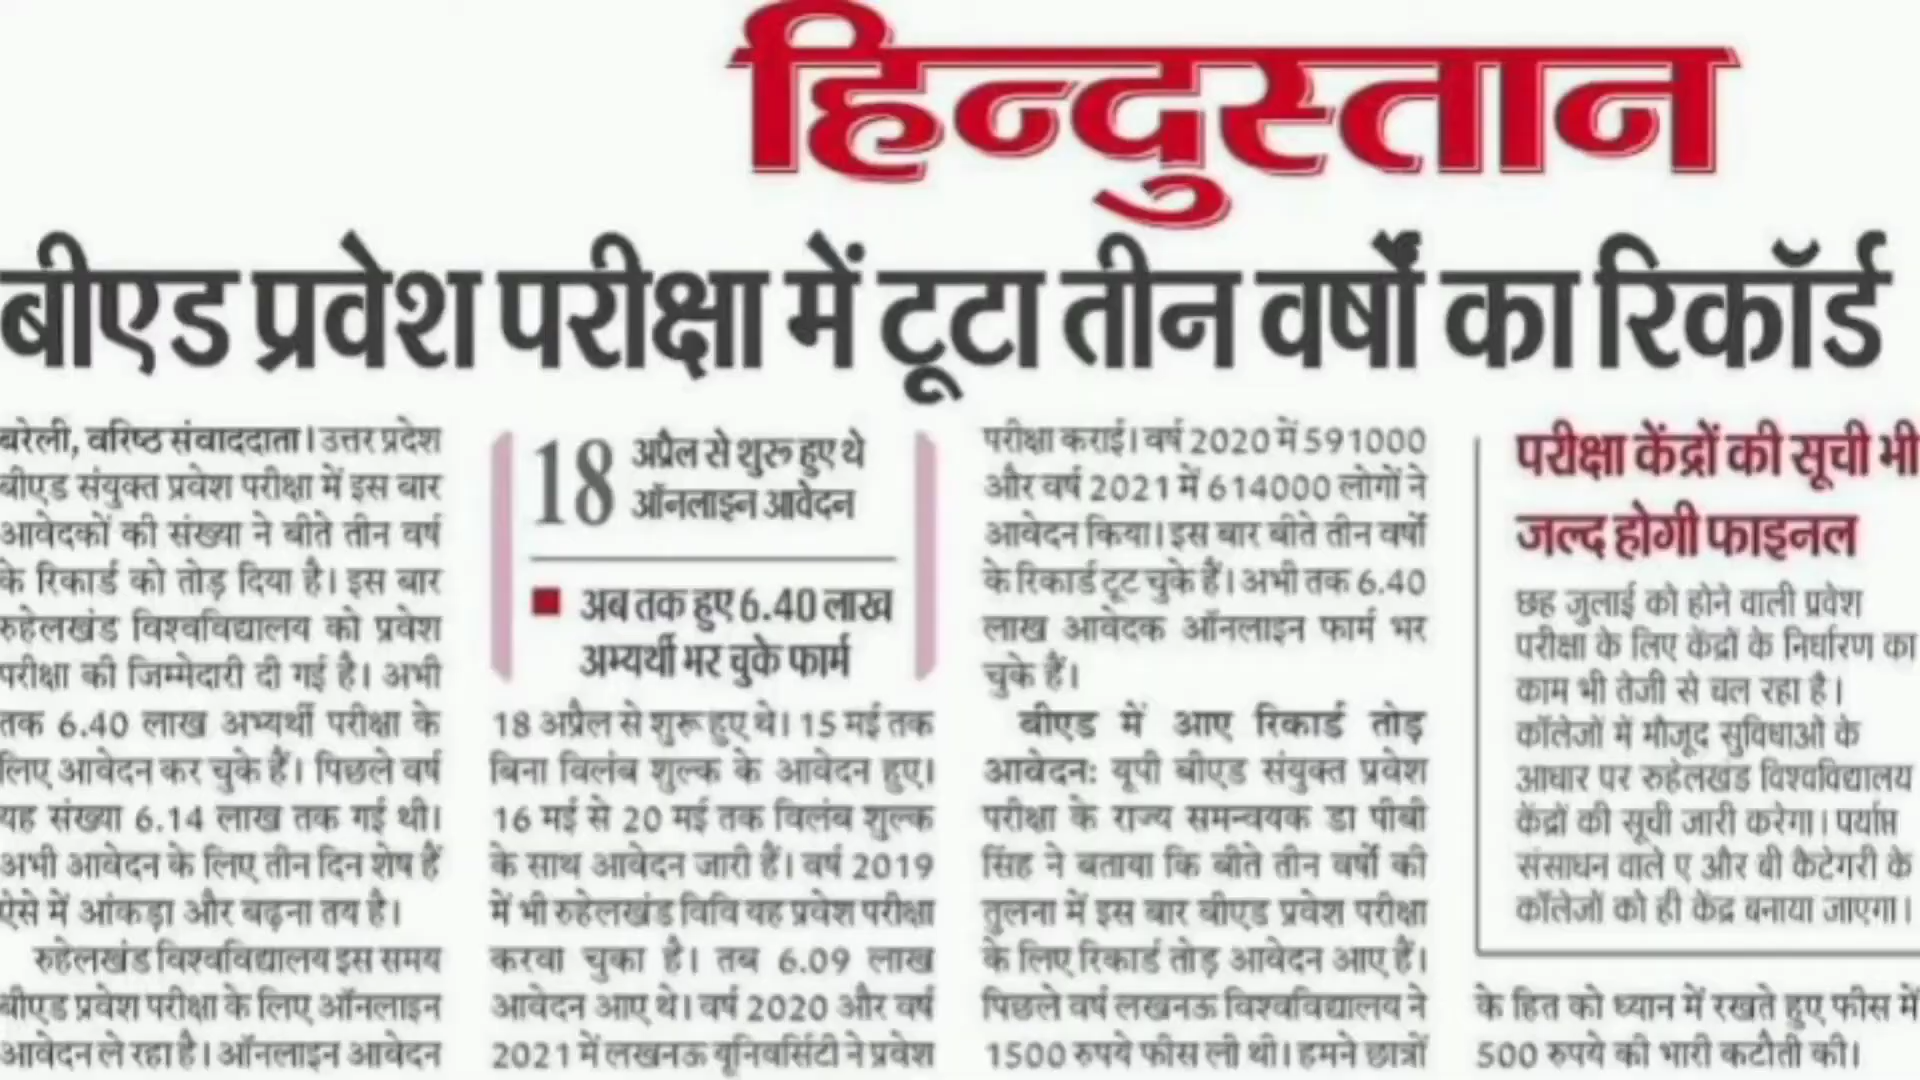 हिन्दुस्तान
बीएड प्रवेश परीक्षा में टूटा तीन वर्षों का रिकॉर्ड
बरेली, वरिष्ठ संवाददाता। उत्तर प्रदेश
बीएड संयुक्त प्रवेश परीक्षा में इस बार
आवेदकों की संख्या ने बीते तीन वर्ष
के रिकार्ड को तोड़ दिया है। इस बार
रुहेलखंड विश्वविद्यालय को प्रवेश
परीक्षा की जिम्मेदारी दी गई है। अभी
तक 6.40 लाख अभ्यर्थी परीक्षा के
लिए आवेदन कर चुके हैं। पिछले वर्ष
यह संख्या 6.14 लाख तक गई थी।
अभी आवेदन के लिए तीन दिन शेष हैं
ऐसे में आंकड़ा और बढ़ना तय है।
रुहेलखंड विश्वविद्यालय इस समय
बीएड प्रवेश परीक्षा के लिए ऑनलाइन
आवेदन ले रहा है। ऑनलाइन आवेदन
18 अप्रैल से शुरू हुए थे
ऑनलाइन आवेदन
अब तक हुए 6.40 लाख
अभ्यर्थी भर चुके फार्म
18 अप्रैल से शुरू हुए थे। 15 मई तक
बिना विलंब शुल्क के आवेदन हुए।
16 मई से 20 मई तक विलंब शुल्क
के साथ आवेदन जारी हैं। वर्ष 2019
में भी रुहेलखंड विवि यह प्रवेश परीक्षा
करवा चुका है। तब 6.09 लाख
आवेदन आए थे। वर्ष 2020 और वर्ष
2021 में लखनऊ यूनिवर्सिटी ने प्रवेश
परीक्षा कराई। वर्ष 2020 में 591000
और वर्ष 2021 में 614000 लोगों ने
आवेदन किया। इस बार बीते तीन वर्षों
के रिकार्ड टूट चुके हैं। अभी तक 6.40
लाख आवेदक ऑनलाइन फार्म भर
चुके हैं।
बीएड में आए रिकार्ड तोड़
आवेदन: यूपी बीएड संयुक्त प्रवेश
परीक्षा के राज्य समन्वयक डा पीबी
सिंह ने बताया कि बीते तीन वर्षों की
तुलना में इस बार बीएड प्रवेश परीक्षा
के लिए रिकार्ड तोड़ आवेदन आए हैं।
पिछले वर्ष लखनऊ विश्वविद्यालय ने
1500 रुपये फीस ली थी। हमने छात्रों
परीक्षा केंद्रों की सूची भी
जल्द होगी फाइनल
छह जुलाई को होने वाली प्रवेश
परीक्षा के लिए केंद्रों के निर्धारण का
काम भी तेजी से चल रहा है।
कॉलेजों में मौजूद सुविधाओं के
आधार पर रुहेलखंड विश्वविद्यालय
केंद्रों की सूची जारी करेगा। पर्याप्त
संसाधन वाले ए और बी कैटेगरी के
कॉलेजों को ही केंद्र बनाया जाएगा।
के हित को ध्यान में रखते हुए फीस में
500 रुपये की भारी कटौती की।